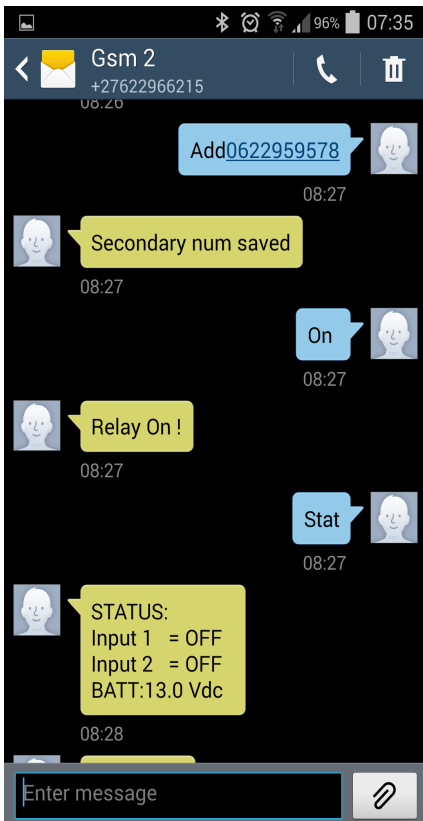 96% 07:35
Gsm 2
+27622966215
08:26
Add0622959578
08:27
Secondary num saved
08:27
On
08:27
Relay On !
08:27
Stat
08:27
STATUS:
Input 1 = OFF
Input 2 = OFF
BATT:13.0 Vdc
08:28
Enter message